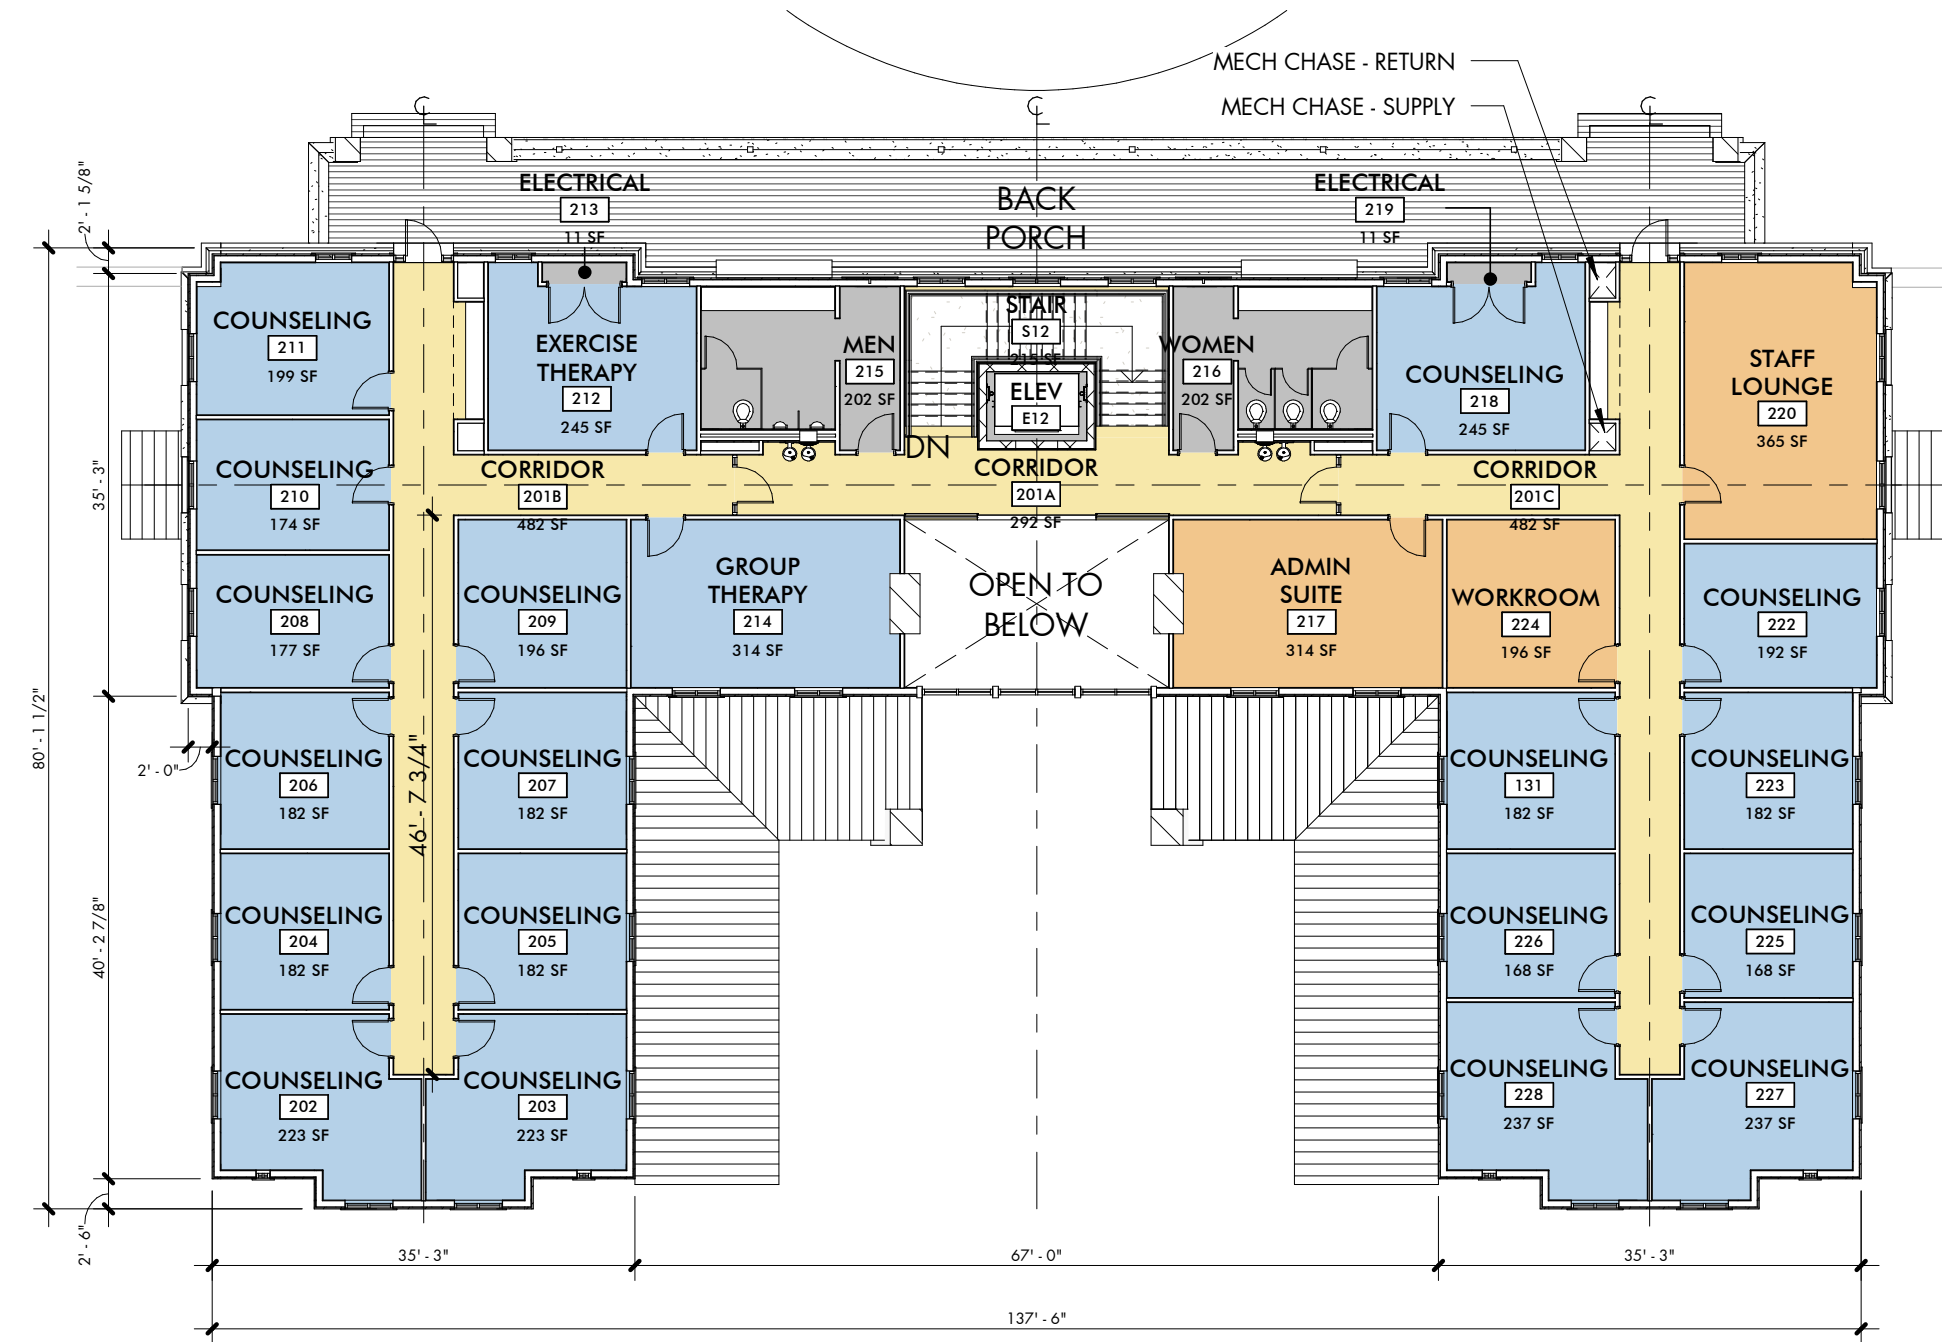 MECH CHASE - RETURN
MECH CHASE - SUPPLY
2' - 1 5/8"
ELECTRICAL
213
11 SF
BACK
PORCH
ELECTRICAL
219
11 SF
COUNSELING
211
199 SF
EXERCISE
THERAPY
212
245 SF
MEN
215
202 SF
STAIR
S12
215 SF
ELEV
E12
DN
WOMEN
216
202 SF
COUNSELING
218
245 SF
STAFF
LOUNGE
220
365 SF
COUNSELING
210
174 SF
CORRIDOR
201B
482 SF
CORRIDOR
201A
292 SF
CORRIDOR
201C
482 SF
35' - 3"
COUNSELING
208
177 SF
COUNSELING
209
196 SF
GROUP
THERAPY
214
314 SF
OPEN TO
BELOW
ADMIN
SUITE
217
314 SF
WORKROOM
224
196 SF
COUNSELING
222
192 SF
80' - 1 1/2"
2' - 0"
COUNSELING
206
182 SF
46' - 7 3/4"
COUNSELING
207
182 SF
COUNSELING
131
182 SF
COUNSELING
223
182 SF
40' - 2 7/8"
COUNSELING
204
182 SF
COUNSELING
205
182 SF
COUNSELING
226
168 SF
COUNSELING
225
168 SF
COUNSELING
202
223 SF
COUNSELING
203
223 SF
COUNSELING
228
237 SF
COUNSELING
227
237 SF
2' - 6"
35' - 3"
67' - 0"
35' - 3"
137' - 6"